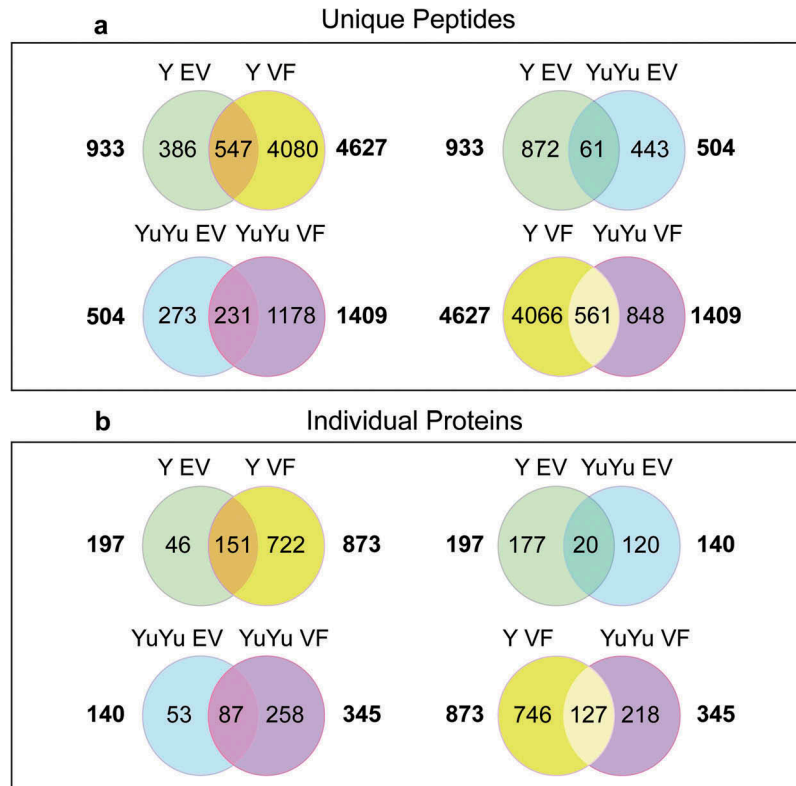 a Unique Peptides
Y EV Y VF Y EV YuYu EV
933 386 547 4080 4627 933 872 61 443 504
YuYu EV YuYu VF Y VF YuYu VF
504 273 231 1178 1409 4627 4066 561 848 1409
b Individual Proteins
Y EV Y VF Y EV YuYu EV
197 46 151 722 873 197 177 20 120 140
YuYu EV YuYu VF Y VF YuYu VF
140 53 87 258 345 873 746 127 218 345